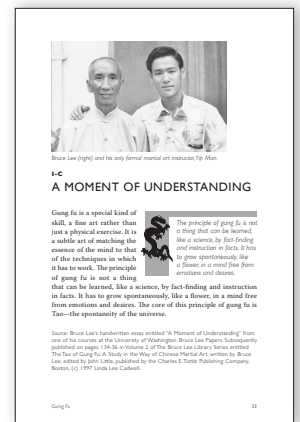 Bruce Lee (right) and his only formal martial art instructor, Yip Man.
1-C
A MOMENT OF UNDERSTANDING
Gung fu is a special kind of
skill, a fine art rather than
just a physical exercise. It is
a subtle art of matching the
essence of the mind to that
of the techniques in which
it has to work. The principle
of gung fu is not a thing
The principle of gung fu is not
a thing that can be learned,
like a science, by fact-finding
and instruction in facts. It has
to grow spontaneously, like
a flower, in a mind free from
emotions and desires.
that can be learned, like a science, by fact-finding and instruction
in facts. It has to grow spontaneously, like a flower, in a mind free
from emotions and desires. The core of this principle of gung fu is
Tao—the spontaneity of the universe.
Source: Bruce Lee's handwritten essay entitled "A Moment of Understanding" from
one of his courses at the University of Washington. Bruce Lee Papers. Subsequently
published on pages 134-36 in Volume 2 of The Bruce Lee Library Series entitled
The Tao of Gung Fu: A Study in the Way of Chinese Martial Art, written by Bruce
Lee, edited by John Little, published by the Charles E. Tuttle Publishing Company,
Boston, (c) 1997 Linda Lee Cadwell.
Gung Fu 33